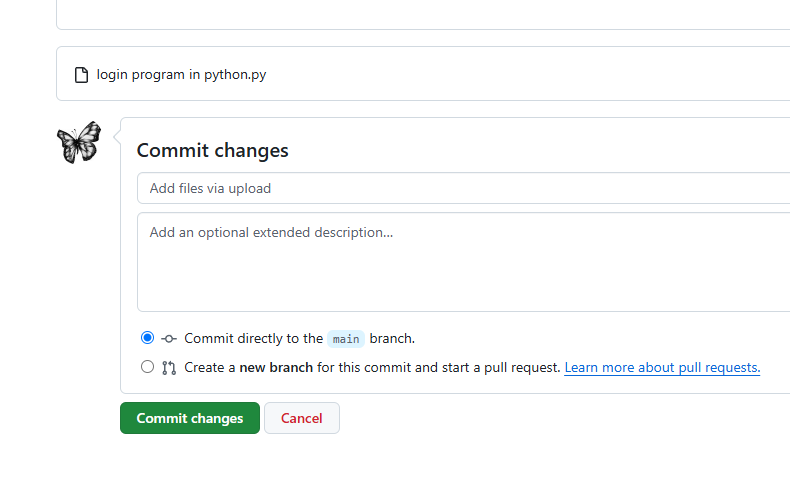 login program in python.py
Commit changes
Add files via upload
Add an optional extended description...
Commit directly to the main branch.
Create a new branch for this commit and start a pull request. Learn more about pull requests.
Commit changes Cancel